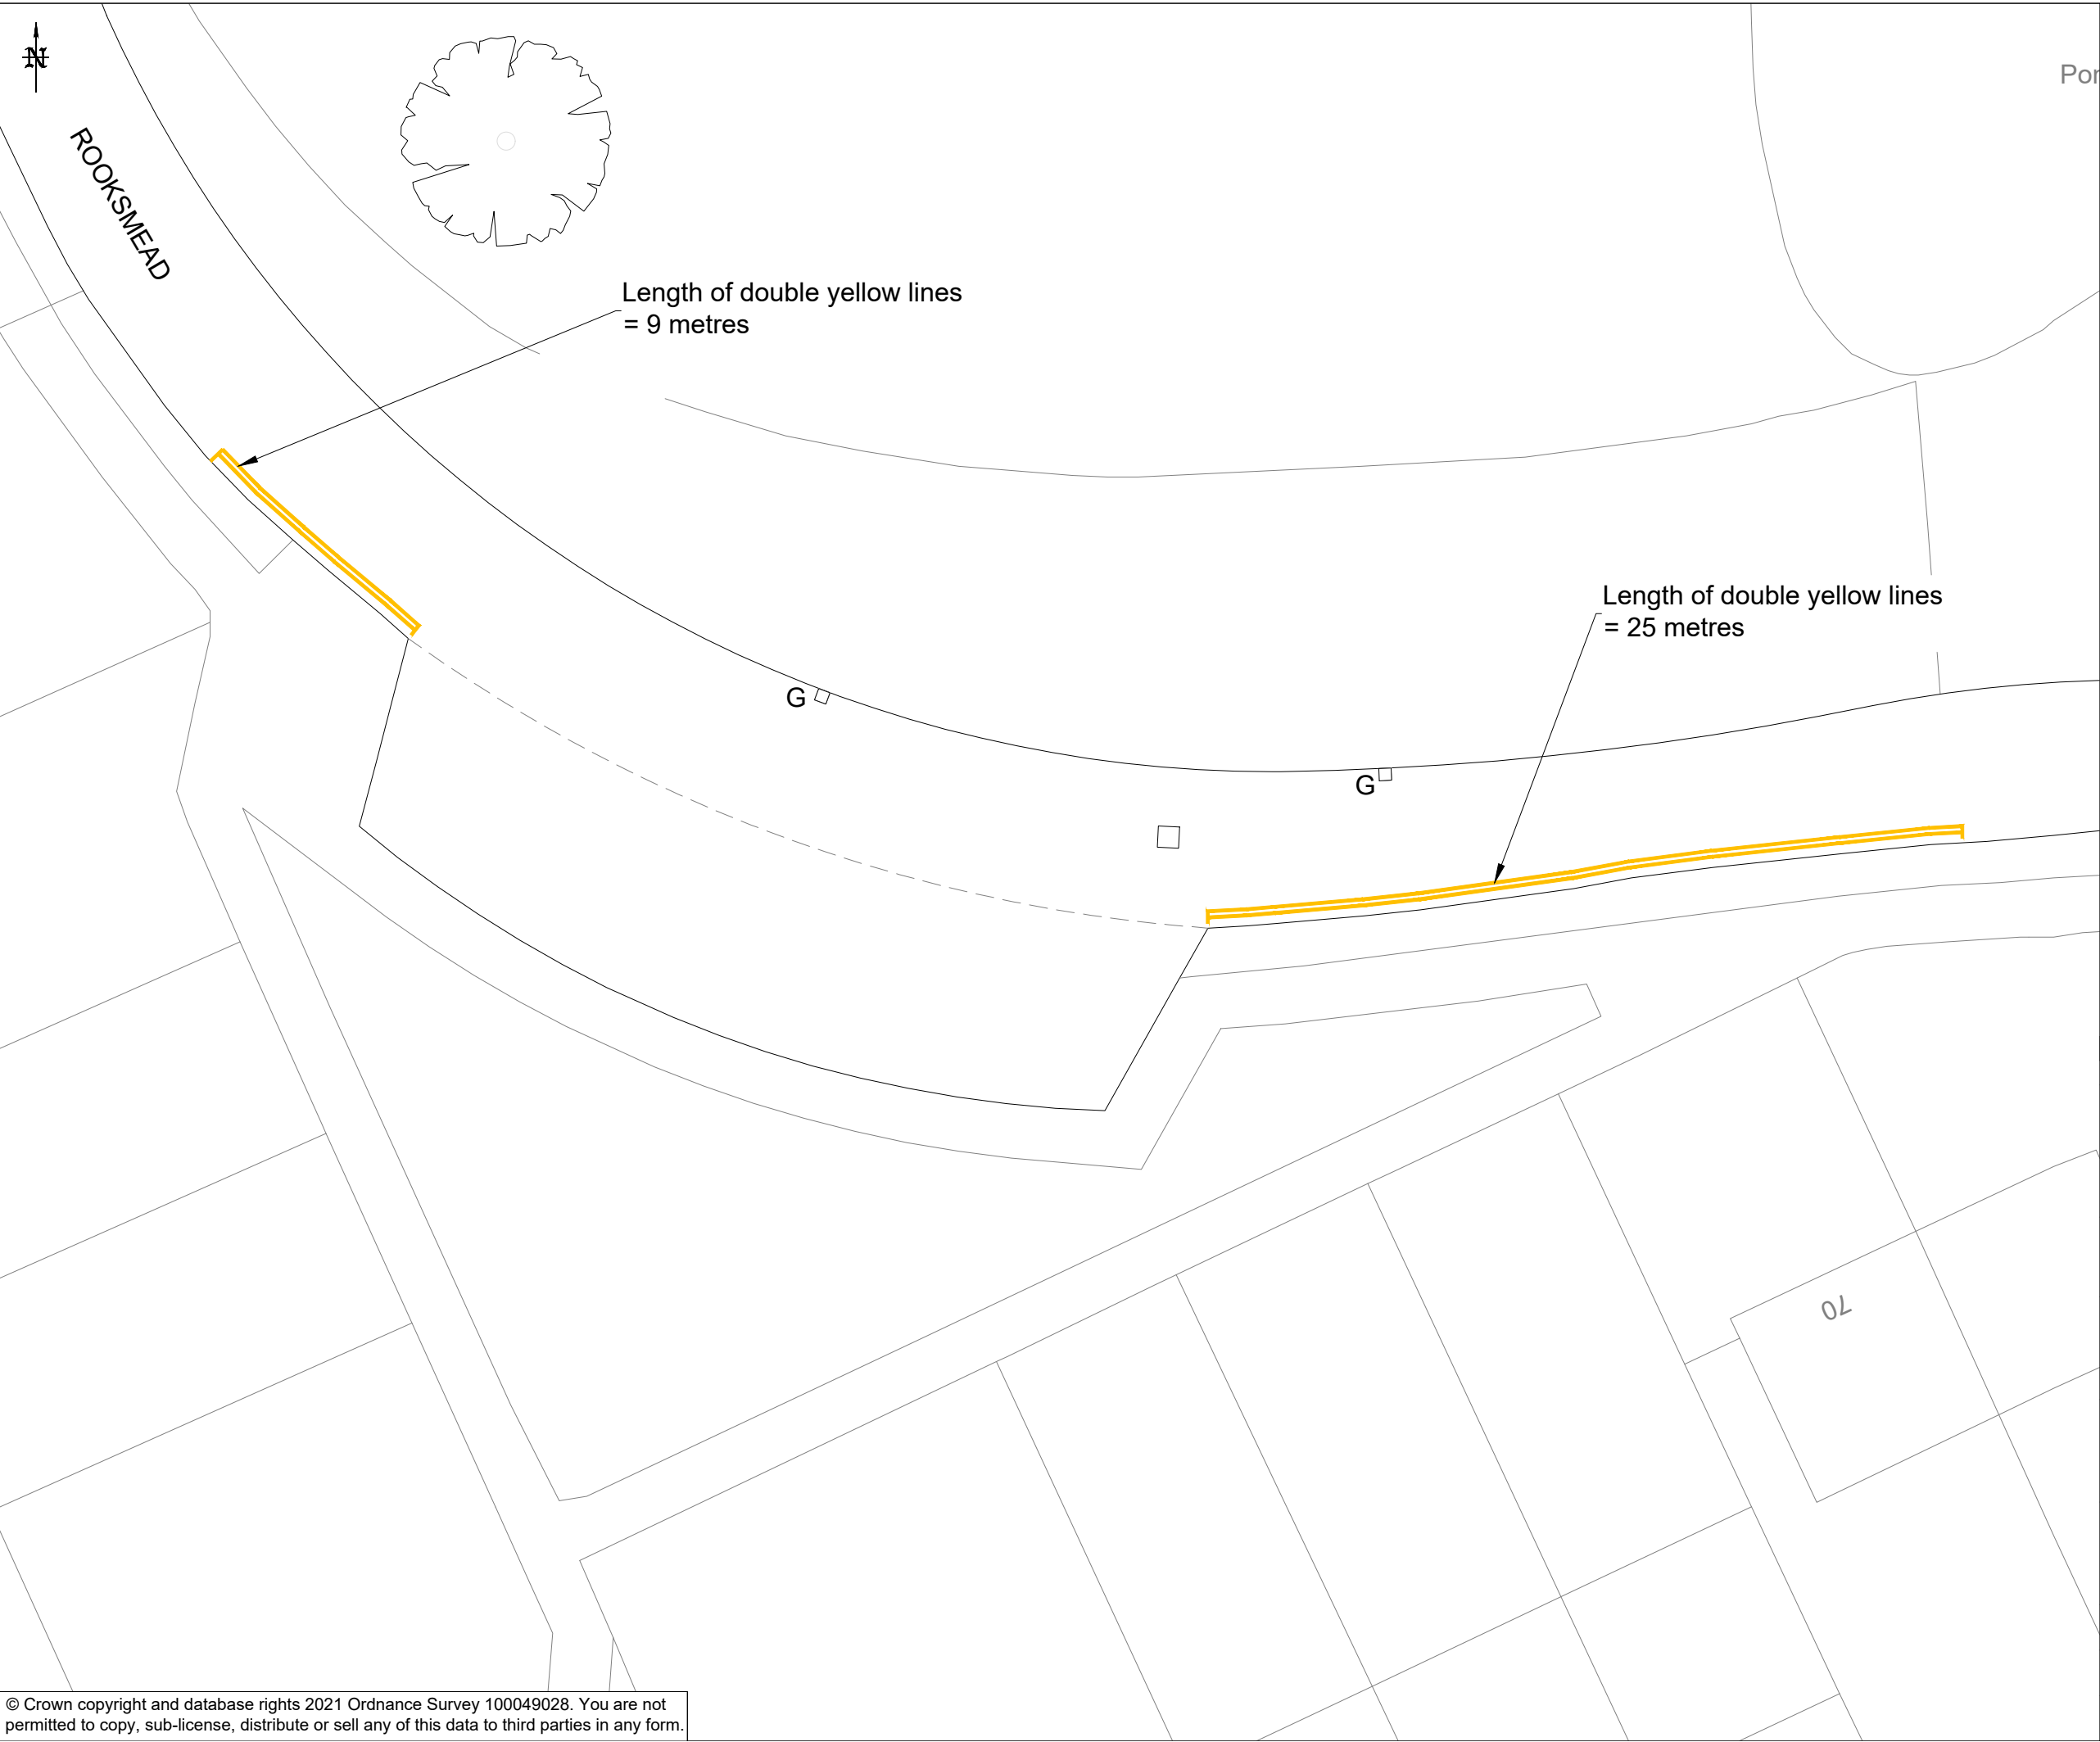 N
Por
ROOKSMEAD
Length of double yellow lines
= 9 metres
Length of double yellow lines
= 25 metres
G
G
70
© Crown copyright and database rights 2021 Ordnance Survey 100049028. You are not
permitted to copy, sub-license, distribute or sell any of this data to third parties in any form.